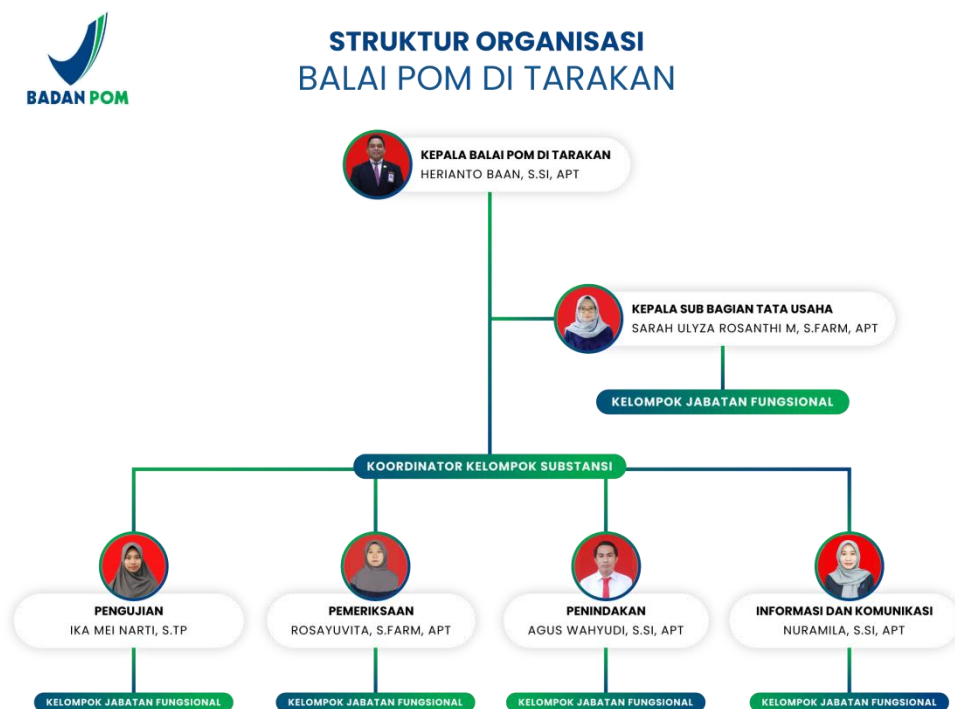 BADAN POM
STRUKTUR ORGANISASI
BALAI POM DI TARAKAN
KEPALA BALAI POM DI TARAKAN
HERIANTO BAAN, S.SI, APT
KEPALA SUB BAGIAN TATA USAHA
SARAH ULYZA ROSANTHI M, S.FARM, APT
KELOMPOK JABATAN FUNGSIONAL
KOORDINATOR KELOMPOK SUBSTANSI
PENGUJIAN
IKA MEI NARTI, S.TP
PEMERIKSAAN
ROSAYUVITA, S.FARM, APT
PENINDAKAN
AGUS WAHYUDI, S.SI, APT
INFORMASI DAN KOMUNIKASI
NURAMILA, S.SI, APT
KELOMPOK JABATAN FUNGSIONAL
KELOMPOK JABATAN FUNGSIONAL
KELOMPOK JABATAN FUNGSIONAL
KELOMPOK JABATAN FUNGSIONAL